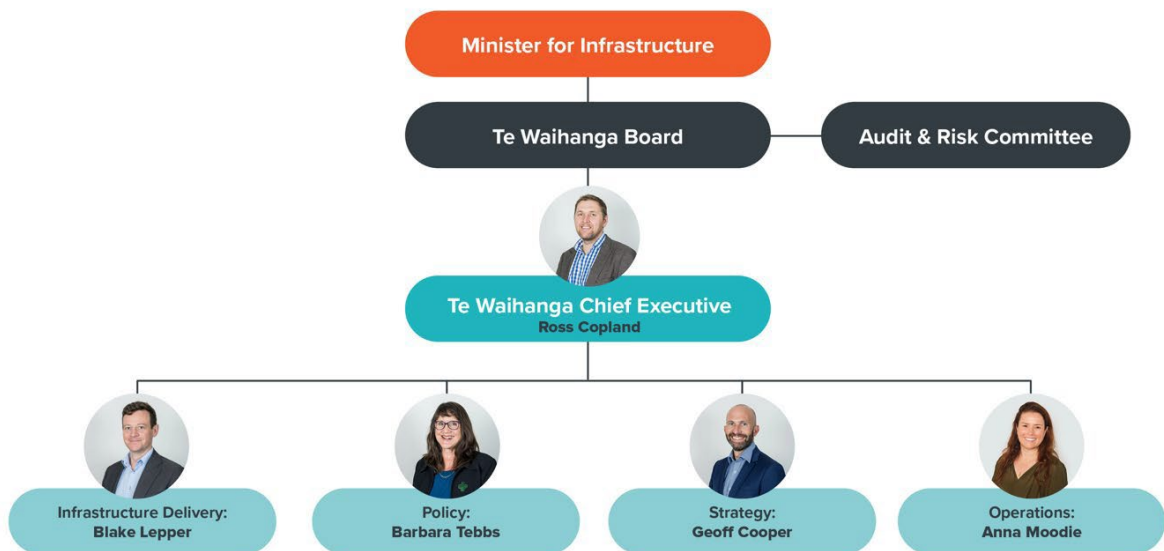 Minister for Infrastructure
Te Waihanga Board
Audit & Risk Committee
Te Waihanga Chief Executive
Ross Copland
Infrastructure Delivery:
Blake Lepper
Policy:
Barbara Tebbs
Strategy:
Geoff Cooper
Operations:
Anna Moodie